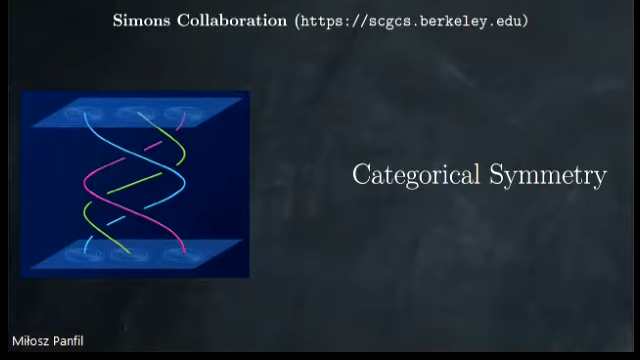 Simons Collaboration (https://scgcs.berkeley.edu)
Categorical Symmetry
Miłosz Panfil